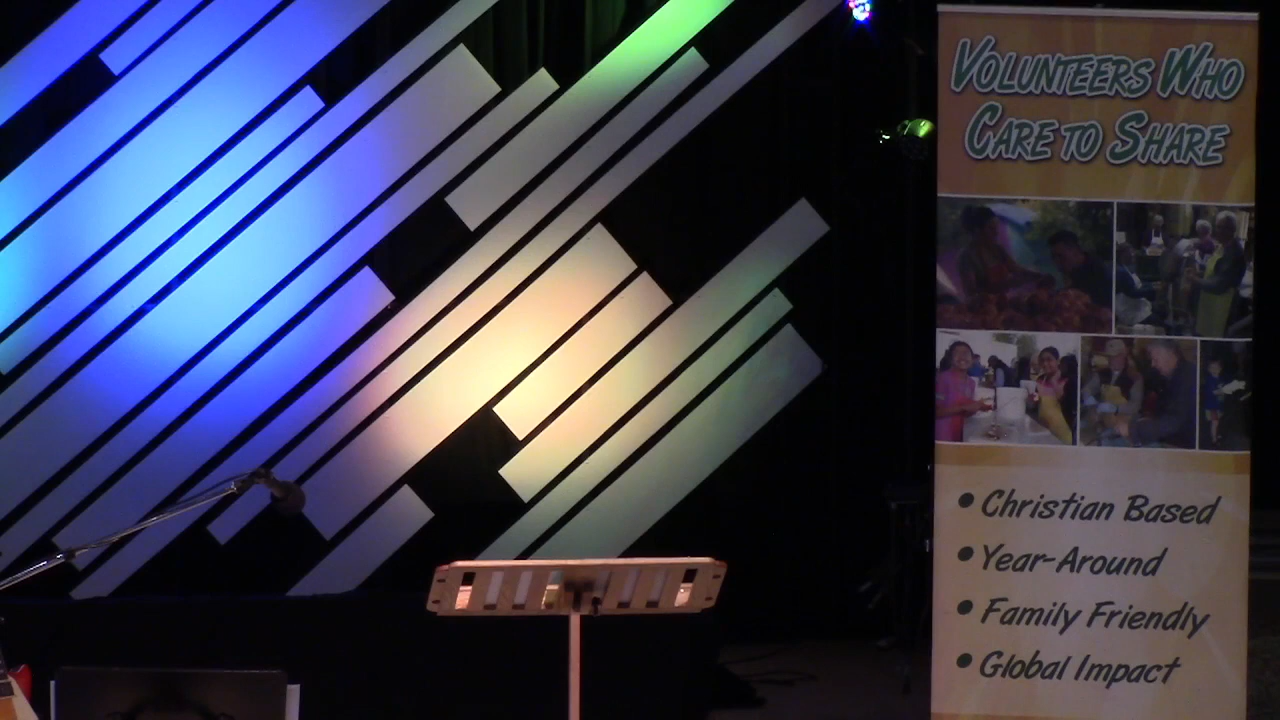 VOLUNTEERS WHO
CARE TO SHARE
• Christian Based
• Year-Around
• Family Friendly
• Global Impact